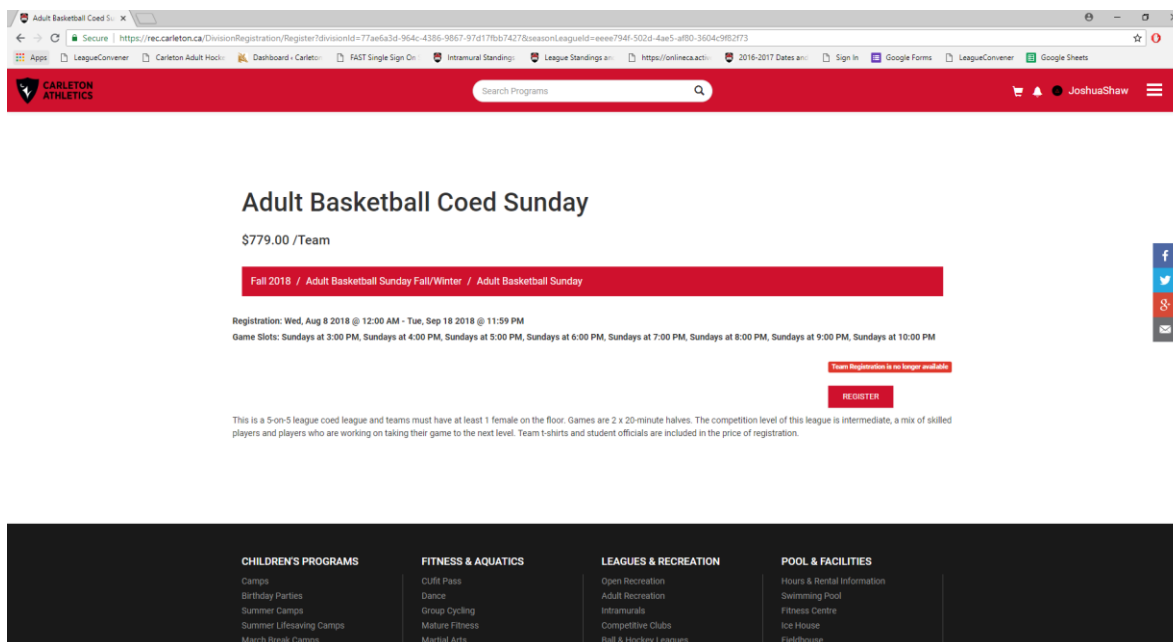 Adult Basketball Coed Su
Secure | https://rec.carleton.ca/DivisionRegistration/Register?divisionId=77ae6a3d-964c-4386-9867-97d17fbb7427&seasonLeagueId=eeee794f-502d-4ae5-af80-3604c9f82f73
Apps LeagueConvener Carleton Adult Hocke Dashboard ‹ Carleton FAST Single Sign On Intramural Standings League Standings an https://onlineca.activ 2016-2017 Dates and Sign In Google Forms LeagueConvener Google Sheets
CARLETON
ATHLETICS
Search Programs
JoshuaShaw
Adult Basketball Coed Sunday
$779.00 /Team
Fall 2018 / Adult Basketball Sunday Fall/Winter / Adult Basketball Sunday
Registration: Wed, Aug 8 2018 @ 12:00 AM - Tue, Sep 18 2018 @ 11:59 PM
Game Slots: Sundays at 3:00 PM, Sundays at 4:00 PM, Sundays at 5:00 PM, Sundays at 6:00 PM, Sundays at 7:00 PM, Sundays at 8:00 PM, Sundays at 9:00 PM, Sundays at 10:00 PM
Team Registration is no longer available
REGISTER
This is a 5-on-5 league coed league and teams must have at least 1 female on the floor. Games are 2 x 20-minute halves. The competition level of this league is intermediate, a mix of skilled
players and players who are working on taking their game to the next level. Team t-shirts and student officials are included in the price of registration.
CHILDREN'S PROGRAMS
Camps
Birthday Parties
Summer Camps
Summer Lifesaving Camps
March Break Camps
FITNESS & AQUATICS
CUfit Pass
Dance
Group Cycling
Mature Fitness
Martial Arts
LEAGUES & RECREATION
Open Recreation
Adult Recreation
Intramurals
Competitive Clubs
Ball & Hockey Leagues
POOL & FACILITIES
Hours & Rental Information
Swimming Pool
Fitness Centre
Ice House
Fieldhouse